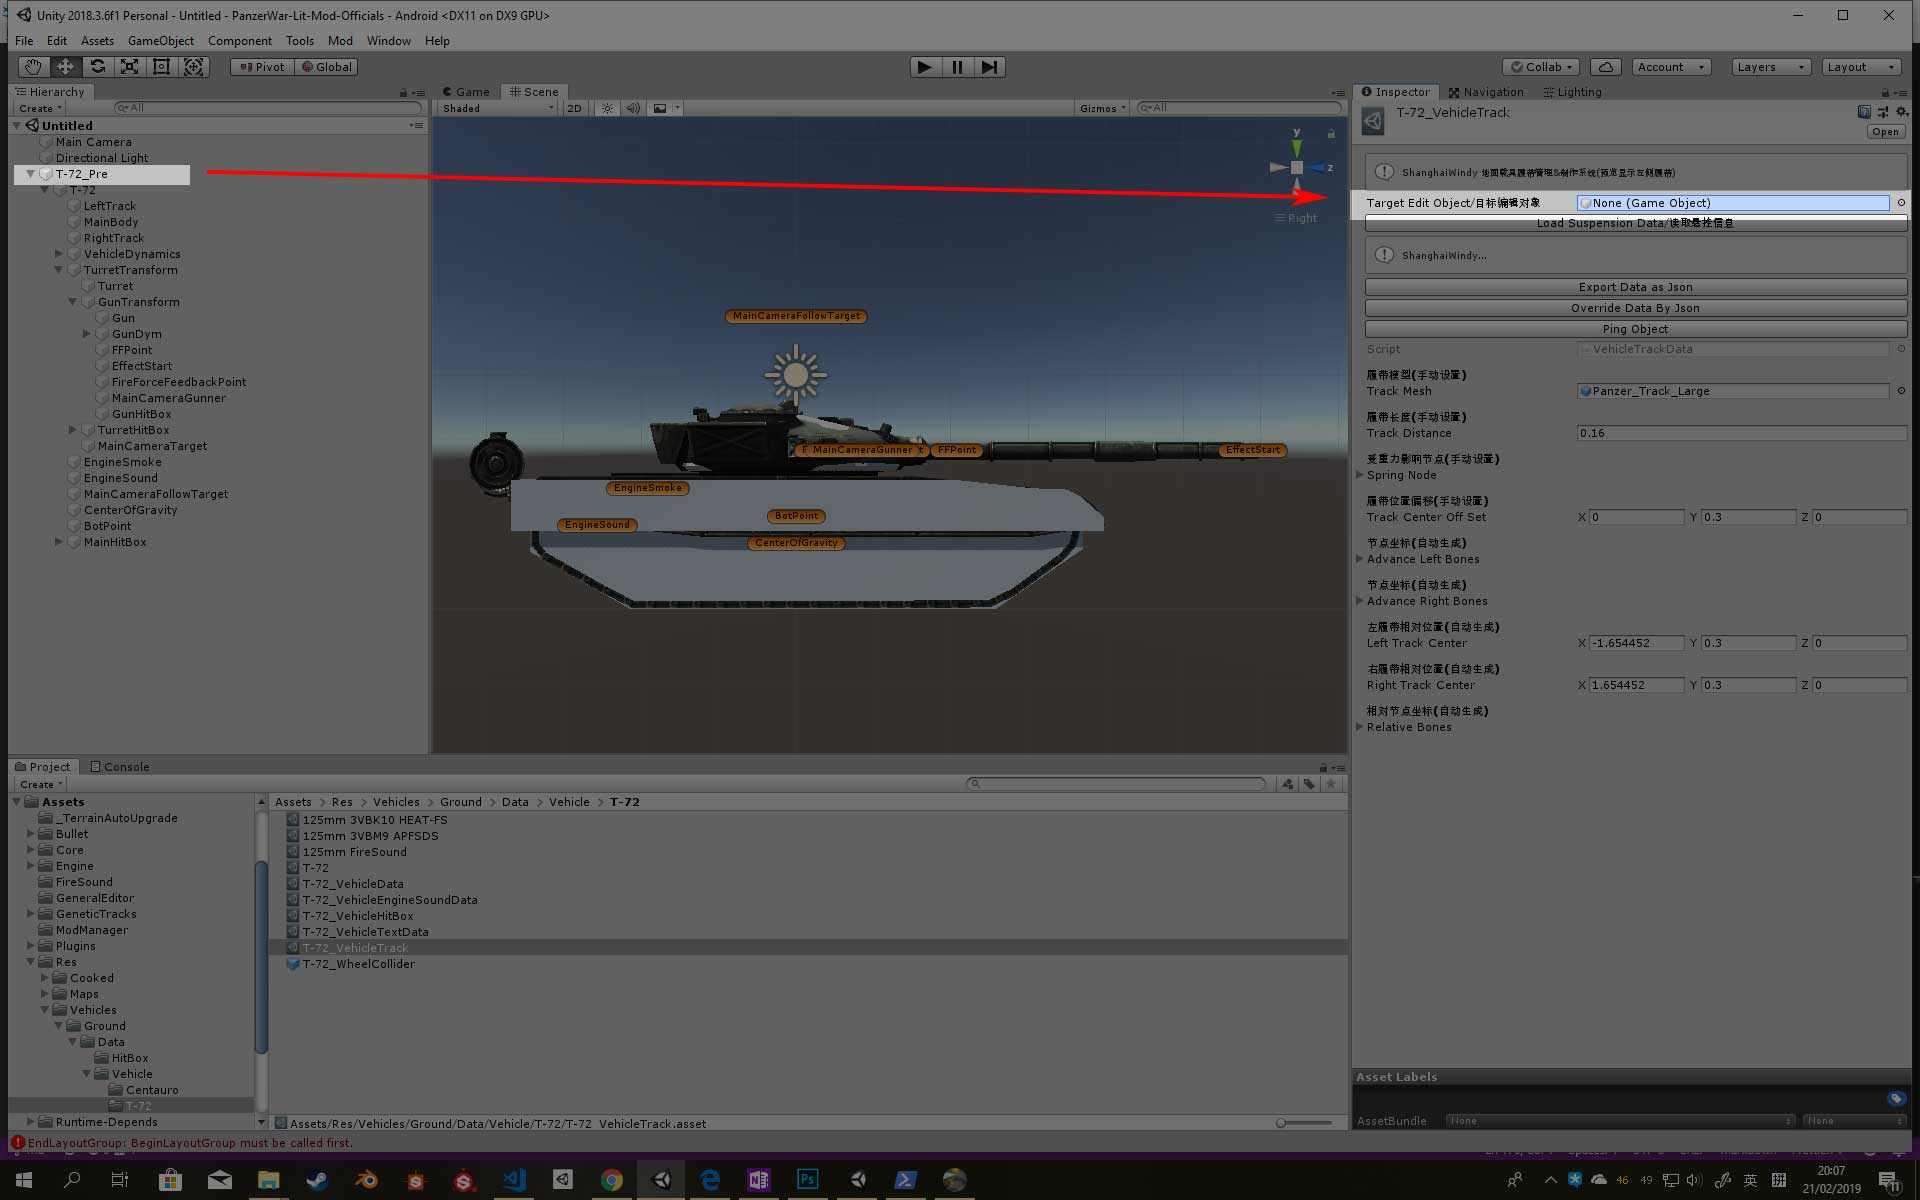 Unity 2018.3.6f1 Personal - Untitled - PanzerWar-Lit-Mod-Officials - Android <DX11 on DX9 GPU>
File Edit Assets GameObject Component Tools Mod Window Help
Pivot Global Collab Account Layers Layout
Hierarchy
Create All
Untitled
Main Camera
Directional Light
T-72_Pre
T-72
LeftTrack
MainBody
RightTrack
VehicleDynamics
TurretTransform
Turret
GunTransform
Gun
GunDym
FFPoint
EffectStart
FireForceFeedbackPoint
MainCameraGunner
GunHitBox
TurretHitBox
MainCameraTarget
EngineSmoke
EngineSound
MainCameraFollowTarget
CenterOfGravity
BotPoint
MainHitBox
Game Scene
Shaded 2D Gizmos All
y
z
Right
MainCameraFollowTarget
MainCameraGunner
FFPoint
EffectStart
EngineSmoke
BotPoint
EngineSound
CenterOfGravity
Inspector Navigation Lighting
T-72_VehicleTrack
Open
ShanghaiWindy 地面载具履带管理&制作系统(预览显示左侧履带)
Target Edit Object/目标编辑对象 None (Game Object)
Load Suspension Data/读取悬挂信息
ShanghaiWindy...
Export Data as Json
Override Data By Json
Ping Object
Script VehicleTrackData
履带模型(手动设置)
Track Mesh Panzer_Track_Large
履带长度(手动设置)
Track Distance 0.16
受重力影响节点(手动设置)
Spring Node
履带位置偏移(手动设置)
Track Center Off Set X 0 Y 0.3 Z 0
节点坐标(自动生成)
Advance Left Bones
节点坐标(自动生成)
Advance Right Bones
左履带相对位置(自动生成)
Left Track Center X -1.654452 Y 0.3 Z 0
右履带相对位置(自动生成)
Right Track Center X 1.654452 Y 0.3 Z 0
相对节点坐标(自动生成)
Relative Bones
Asset Labels
AssetBundle None None
Project Console
Create
Assets
_TerrainAutoUpgrade
Bullet
Core
Engine
FireSound
GeneralEditor
GeneticTracks
ModManager
Plugins
Res
Cooked
Maps
Vehicles
Ground
Data
HitBox
Vehicle
Centauro
T-72
Runtime-Depends
Assets > Res > Vehicles > Ground > Data > Vehicle > T-72
125mm 3VBK10 HEAT-FS
125mm 3VBM9 APFSDS
125mm FireSound
T-72
T-72_VehicleData
T-72_VehicleEngineSoundData
T-72_VehicleHitBox
T-72_VehicleTextData
T-72_VehicleTrack
T-72_WheelCollider
Assets/Res/Vehicles/Ground/Data/Vehicle/T-72/T-72_VehicleTrack.asset
EndLayoutGroup: BeginLayoutGroup must be called first.
46 49 英 拼
20:07
21/02/2019
11